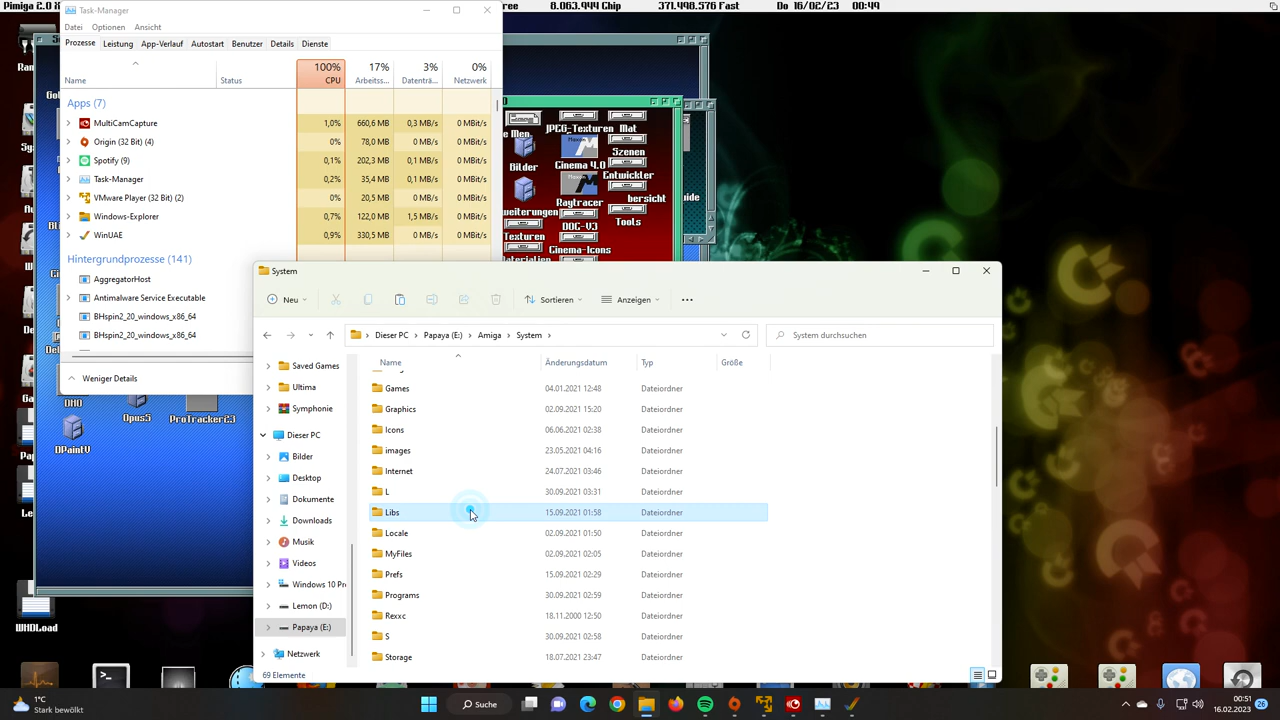 Pimiga 2.0 i
ree
8.063.444 Chip
371.498.576 Fast
Do 16/02/23
00:49
Task-Manager
Datei
Optionen
Ansicht
Prozesse
Leistung
App-Verlauf
Autostart
Benutzer
Details
Dienste
100%
17%
3%
0%
Name
Status
CPU
Arbeitss...
Datenträ...
Netzwerk
Apps (7)
MultiCamCapture
1,0%
660,6 MB
0,3 MB/s
0 MBit/s
Origin (32 Bit) (4)
0%
78,0 MB
0,1 MB/s
0 MBit/s
Spotify (9)
0,1%
202,3 MB
0,1 MB/s
0 MBit/s
Task-Manager
0,2%
35,4 MB
0,1 MB/s
0 MBit/s
VMware Player (32 Bit) (2)
0%
20,5 MB
0 MB/s
0 MBit/s
Windows-Explorer
0,7%
122,0 MB
1,5 MB/s
0 MBit/s
WinUAE
0,9%
330,5 MB
0 MB/s
0 MBit/s
Hintergrundprozesse (141)
AggregatorHost
Antimalware Service Executable
BHspin2_20_windows_x86_64
BHspin2_20_windows_x86_64
Weniger Details
e Men.
JPEG-Texturen
Mat
Bilder
Cinema 4.0
Szenen
Entwickler
Raytracer
bersicht
weiterungen
DOG-V3
Tools
Texturen
Cinema-Icons
uide
System
Neu
Sortieren
Anzeigen
Dieser PC
Papaya (E:)
Amiga
System
System durchsuchen
Name
Änderungsdatum
Typ
Größe
Saved Games
Ultima
Symphonie
Dieser PC
Bilder
Desktop
Dokumente
Downloads
Musik
Videos
Windows 10 Pr
Lemon (D:)
Papaya (E:)
Netzwerk
Games
04.01.2021 12:48
Dateiordner
Graphics
02.09.2021 15:20
Dateiordner
Icons
06.06.2021 02:38
Dateiordner
images
23.05.2021 04:16
Dateiordner
Internet
24.07.2021 03:46
Dateiordner
L
30.09.2021 03:31
Dateiordner
Libs
15.09.2021 01:58
Dateiordner
Locale
02.09.2021 01:50
Dateiordner
MyFiles
02.09.2021 02:05
Dateiordner
Prefs
15.09.2021 02:29
Dateiordner
Programs
30.09.2021 02:59
Dateiordner
Rexxc
18.11.2000 12:50
Dateiordner
S
30.09.2021 02:58
Dateiordner
Storage
18.07.2021 23:47
Dateiordner
69 Elemente
Opus5
ProTracker23
DPaintV
WHDLoad
1°C
Stark bewölkt
Suche
00:51
16.02.2023
26